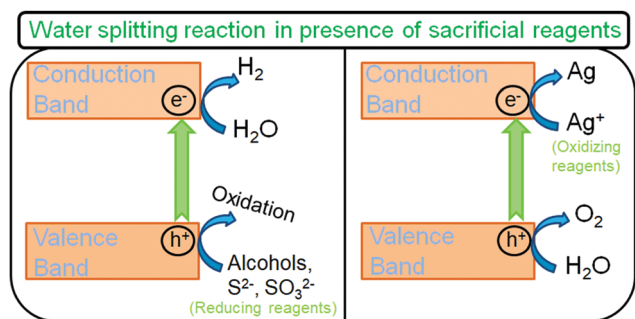 Water splitting reaction in presence of sacrificial reagents
Conduction
Band
e-
H2
H2O
Valence
Band
h+
Oxidation
Alcohols,
S2-, SO32-
(Reducing reagents)
Conduction
Band
e-
Ag
Ag+
(Oxidizing
reagents)
Valence
Band
h+
O2
H2O